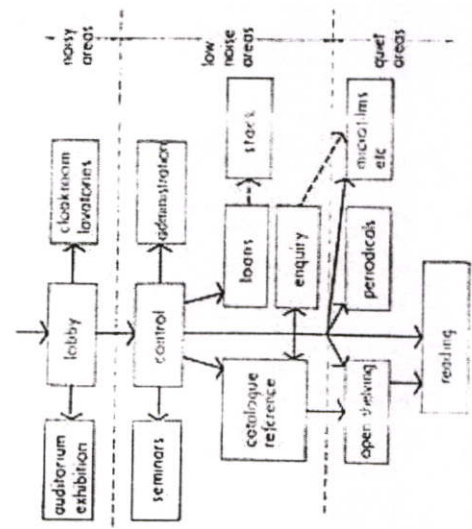 noisy
areas
low
noise
areas
quiet
areas
auditorium
exhibition
lobby
cloakroom
lavatories
seminars
control
administration
catalogue
reference
loans
stack
enquiry
open shelving
periodicals
microfilms
etc
reading